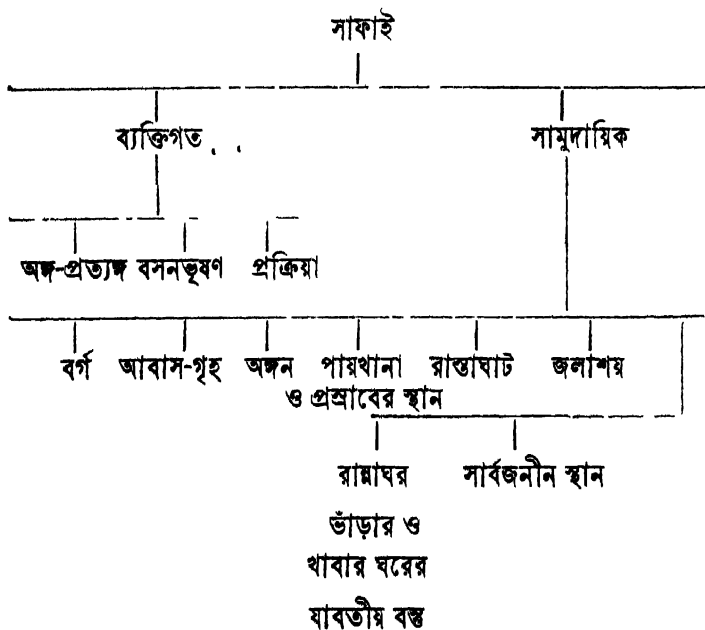 সাফাই
ব্যক্তিগত সামুদায়িক
অঙ্গ-প্রত্যঙ্গ বসনভূষণ প্রক্রিয়া
বর্গ আবাস-গৃহ অঙ্গন পায়খানা রাস্তাঘাট জলাশয়
ও প্রস্রাবের স্থান
রান্নাঘর সার্বজনীন স্থান
ভাঁড়ার ও
খাবার ঘরের
যাবতীয় বস্তু